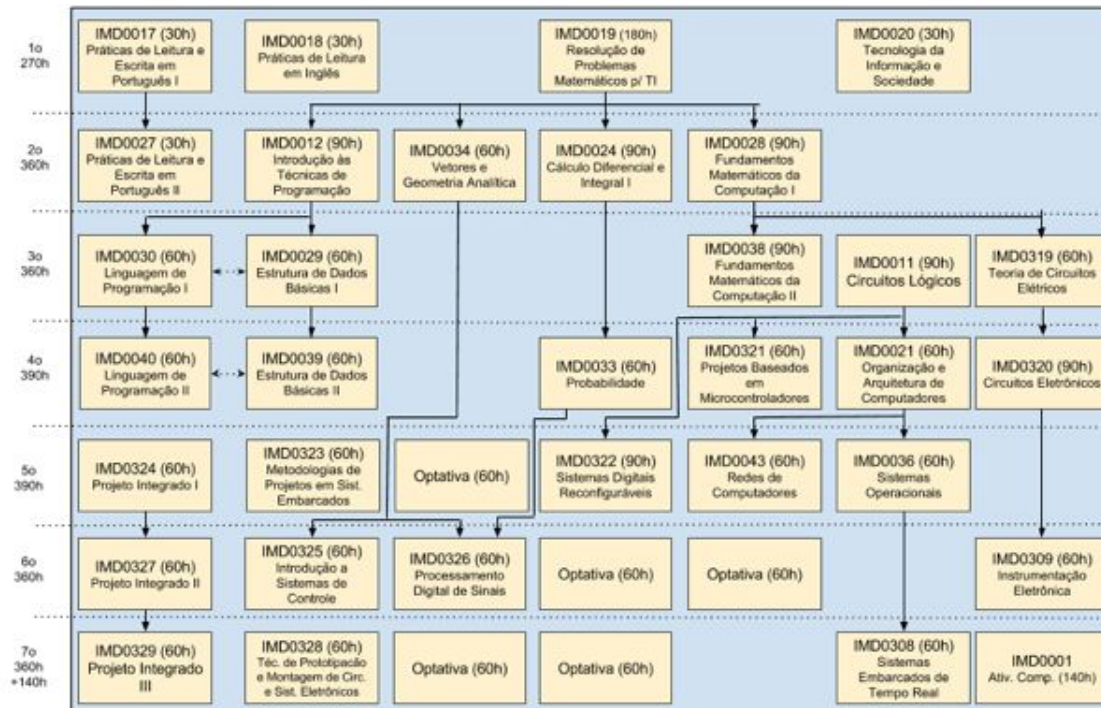 1o
270h
IMD0017 (30h)
Práticas de Leitura e
Escrita em
Português I
IMD0018 (30h)
Práticas de Leitura
em Inglês
IMD0019 (180h)
Resolução de
Problemas
Matemáticos p/ TI
IMD0020 (30h)
Tecnologia da
Informação e
Sociedade
2o
360h
IMD0027 (30h)
Práticas de Leitura e
Escrita em
Português II
IMD0012 (90h)
Introdução às
Técnicas de
Programação
IMD0034 (60h)
Vetores e
Geometria Analítica
IMD0024 (90h)
Cálculo Diferencial e
Integral I
IMD0028 (90h)
Fundamentos
Matemáticos da
Computação I
3o
360h
IMD0030 (60h)
Linguagem de
Programação I
IMD0029 (60h)
Estrutura de Dados
Básicas I
IMD0038 (90h)
Fundamentos
Matemáticos da
Computação II
IMD0011 (90h)
Circuitos Lógicos
IMD0319 (60h)
Teoria de Circuitos
Elétricos
4o
390h
IMD0040 (60h)
Linguagem de
Programação II
IMD0039 (60h)
Estrutura de Dados
Básicas II
IMD0033 (60h)
Probabilidade
IMD0321 (60h)
Projetos Baseados
em
Microcontroladores
IMD0021 (60h)
Organização e
Arquitetura de
Computadores
IMD0320 (90h)
Circuitos Eletrônicos
5o
390h
IMD0324 (60h)
Projeto Integrado I
IMD0323 (60h)
Metodologias de
Projetos em Sist.
Embarcados
Optativa (60h)
IMD0322 (90h)
Sistemas Digitais
Reconfiguráveis
IMD0043 (60h)
Redes de
Computadores
IMD0036 (60h)
Sistemas
Operacionais
6o
360h
IMD0327 (60h)
Projeto Integrado II
IMD0325 (60h)
Introdução a
Sistemas de
Controle
IMD0326 (60h)
Processamento
Digital de Sinais
Optativa (60h)
Optativa (60h)
IMD0309 (60h)
Instrumentação
Eletrônica
7o
360h
+140h
IMD0329 (60h)
Projeto Integrado
III
IMD0328 (60h)
Téc. de Prototipação
e Montagem de Circ.
e Sist. Eletrônicos
Optativa (60h)
Optativa (60h)
IMD0308 (60h)
Sistemas
Embarcados de
Tempo Real
IMD0001
Ativ. Comp. (140h)